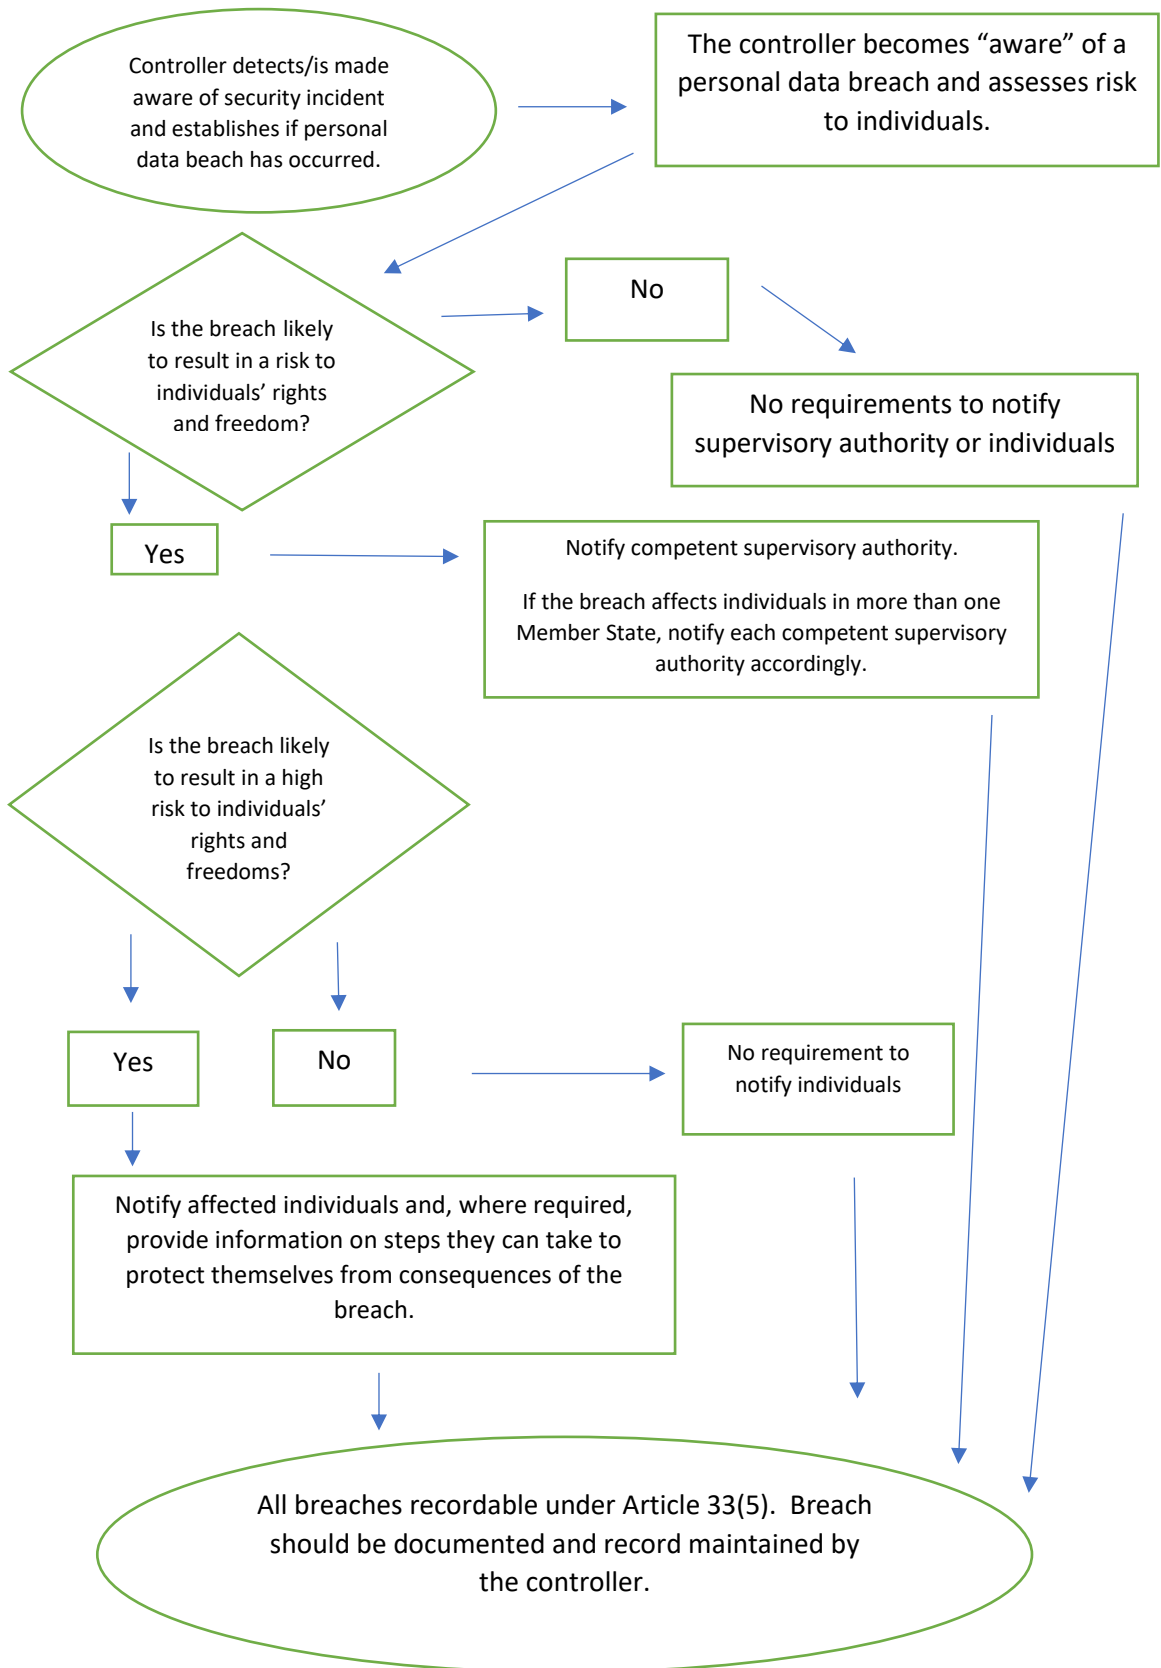 Controller detects/is made
aware of security incident
and establishes if personal
data beach has occurred.
The controller becomes “aware” of a
personal data breach and assesses risk
to individuals.
Is the breach likely
to result in a risk to
individuals’ rights
and freedom?
No
No requirements to notify
supervisory authority or individuals
Yes
Notify competent supervisory authority.
If the breach affects individuals in more than one
Member State, notify each competent supervisory
authority accordingly.
Is the breach likely
to result in a high
risk to individuals’
rights and
freedoms?
Yes
No
No requirement to
notify individuals
Notify affected individuals and, where required,
provide information on steps they can take to
protect themselves from consequences of the
breach.
All breaches recordable under Article 33(5).  Breach
should be documented and record maintained by
the controller.